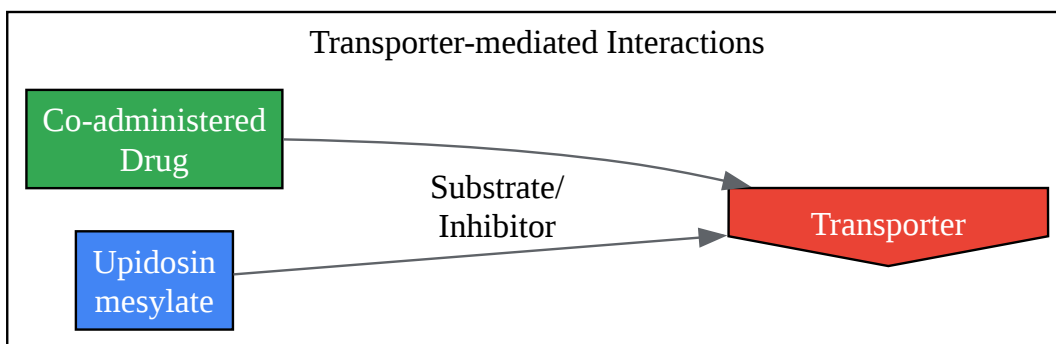 Transporter-mediated Interactions
Co-administered
Drug
Substrate/
Inhibitor
Transporter
Upidosin
mesylate